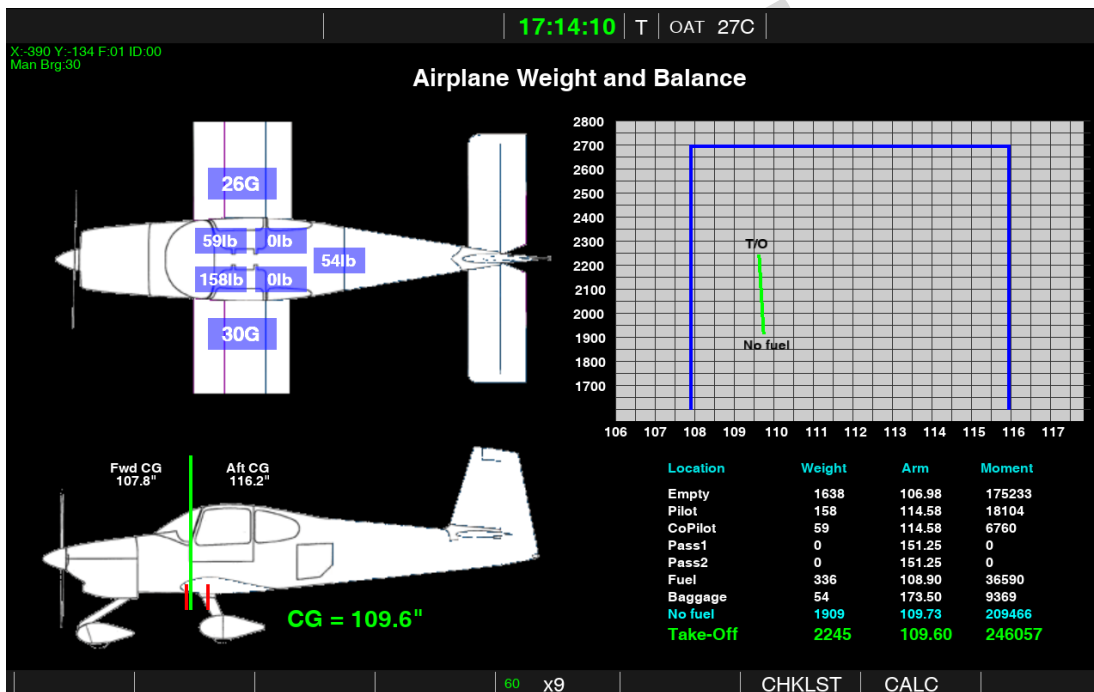 17:14:10 T OAT 27C
X:-390 Y:-134 F:01 ID:00
Man Brg:30
Airplane Weight and Balance
26G
59lb 0lb
54lb
158lb 0lb
30G
2800
2700
2600
2500
2400
2300
2200
2100
2000
1900
1800
1700
T/O
No fuel
106 107 108 109 110 111 112 113 114 115 116 117
Fwd CG Aft CG
107.8" 116.2"
CG = 109.6"
Location Weight Arm Moment
Empty 1638 106.98 175233
Pilot 158 114.58 18104
CoPilot 59 114.58 6760
Pass1 0 151.25 0
Pass2 0 151.25 0
Fuel 336 108.90 36590
Baggage 54 173.50 9369
No fuel 1909 109.73 209466
Take-Off 2245 109.60 246057
60 x9 CHKLST CALC